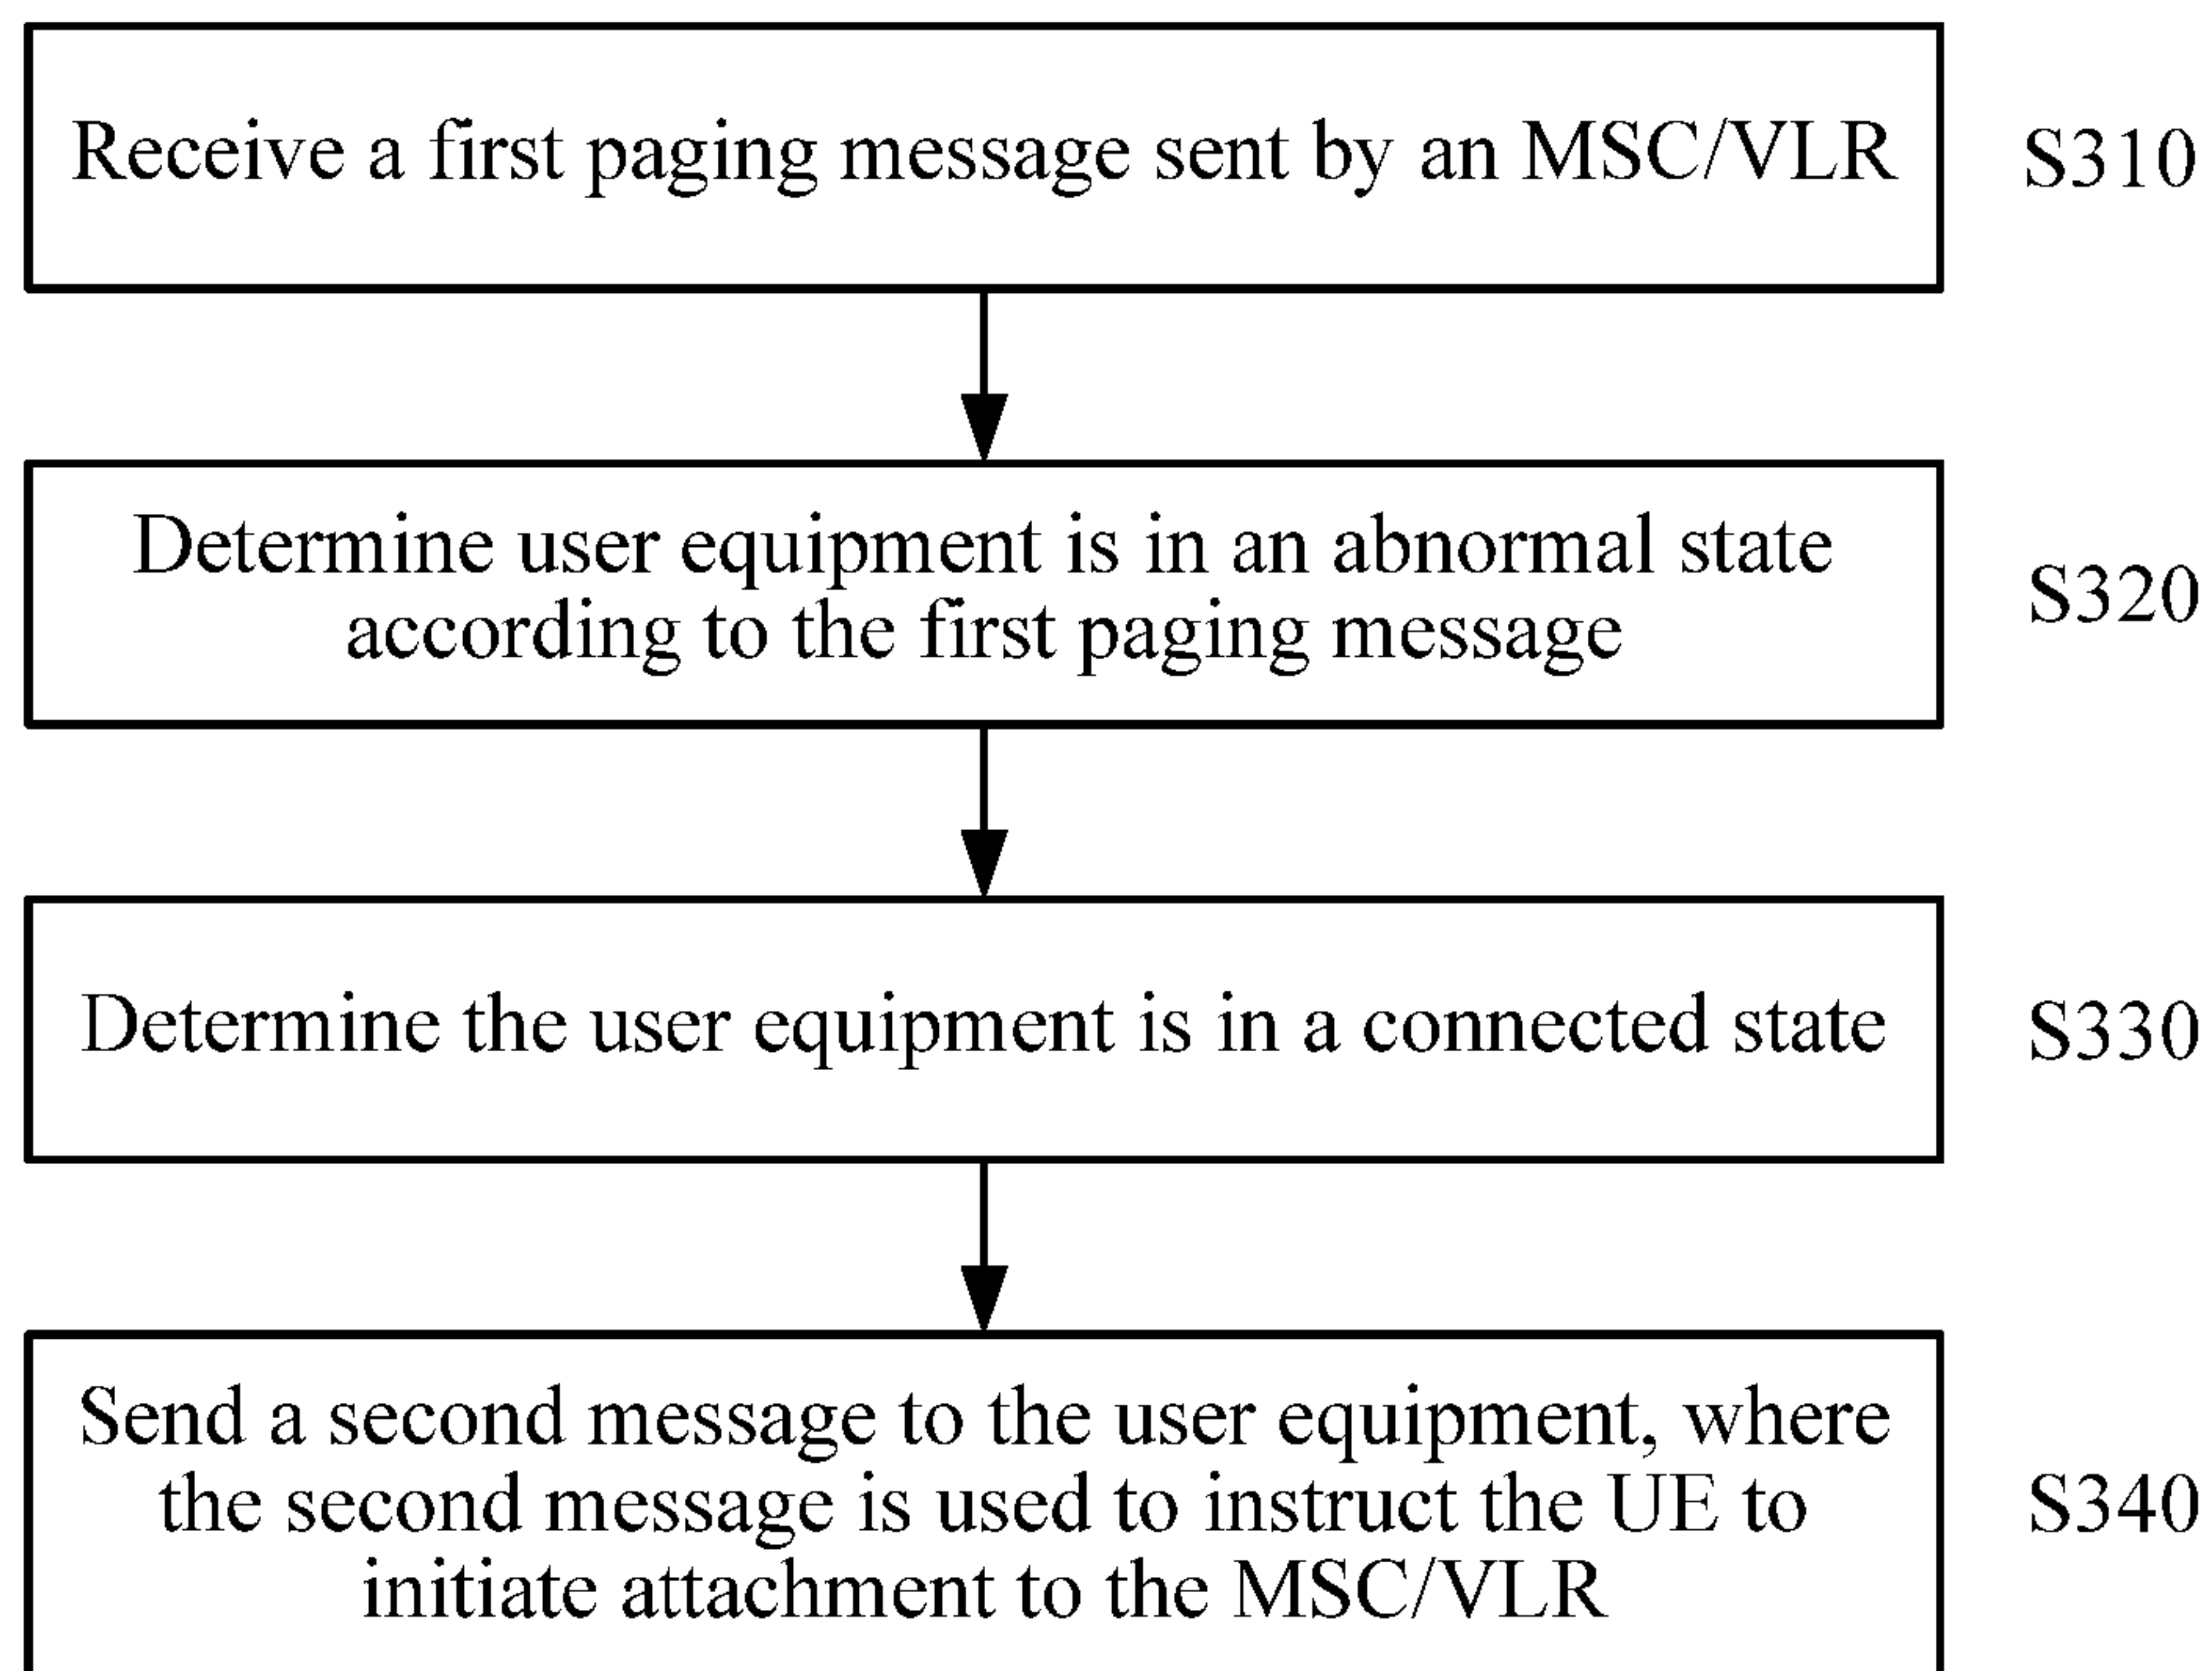 Receive a first paging message sent by an MSC/VLR
S310
Determine user equipment is in an abnormal state
according to the first paging message
S320
Determine the user equipment is in a connected state
S330
Send a second message to the user equipment, where
the second message is used to instruct the UE to
initiate attachment to the MSC/VLR
S340